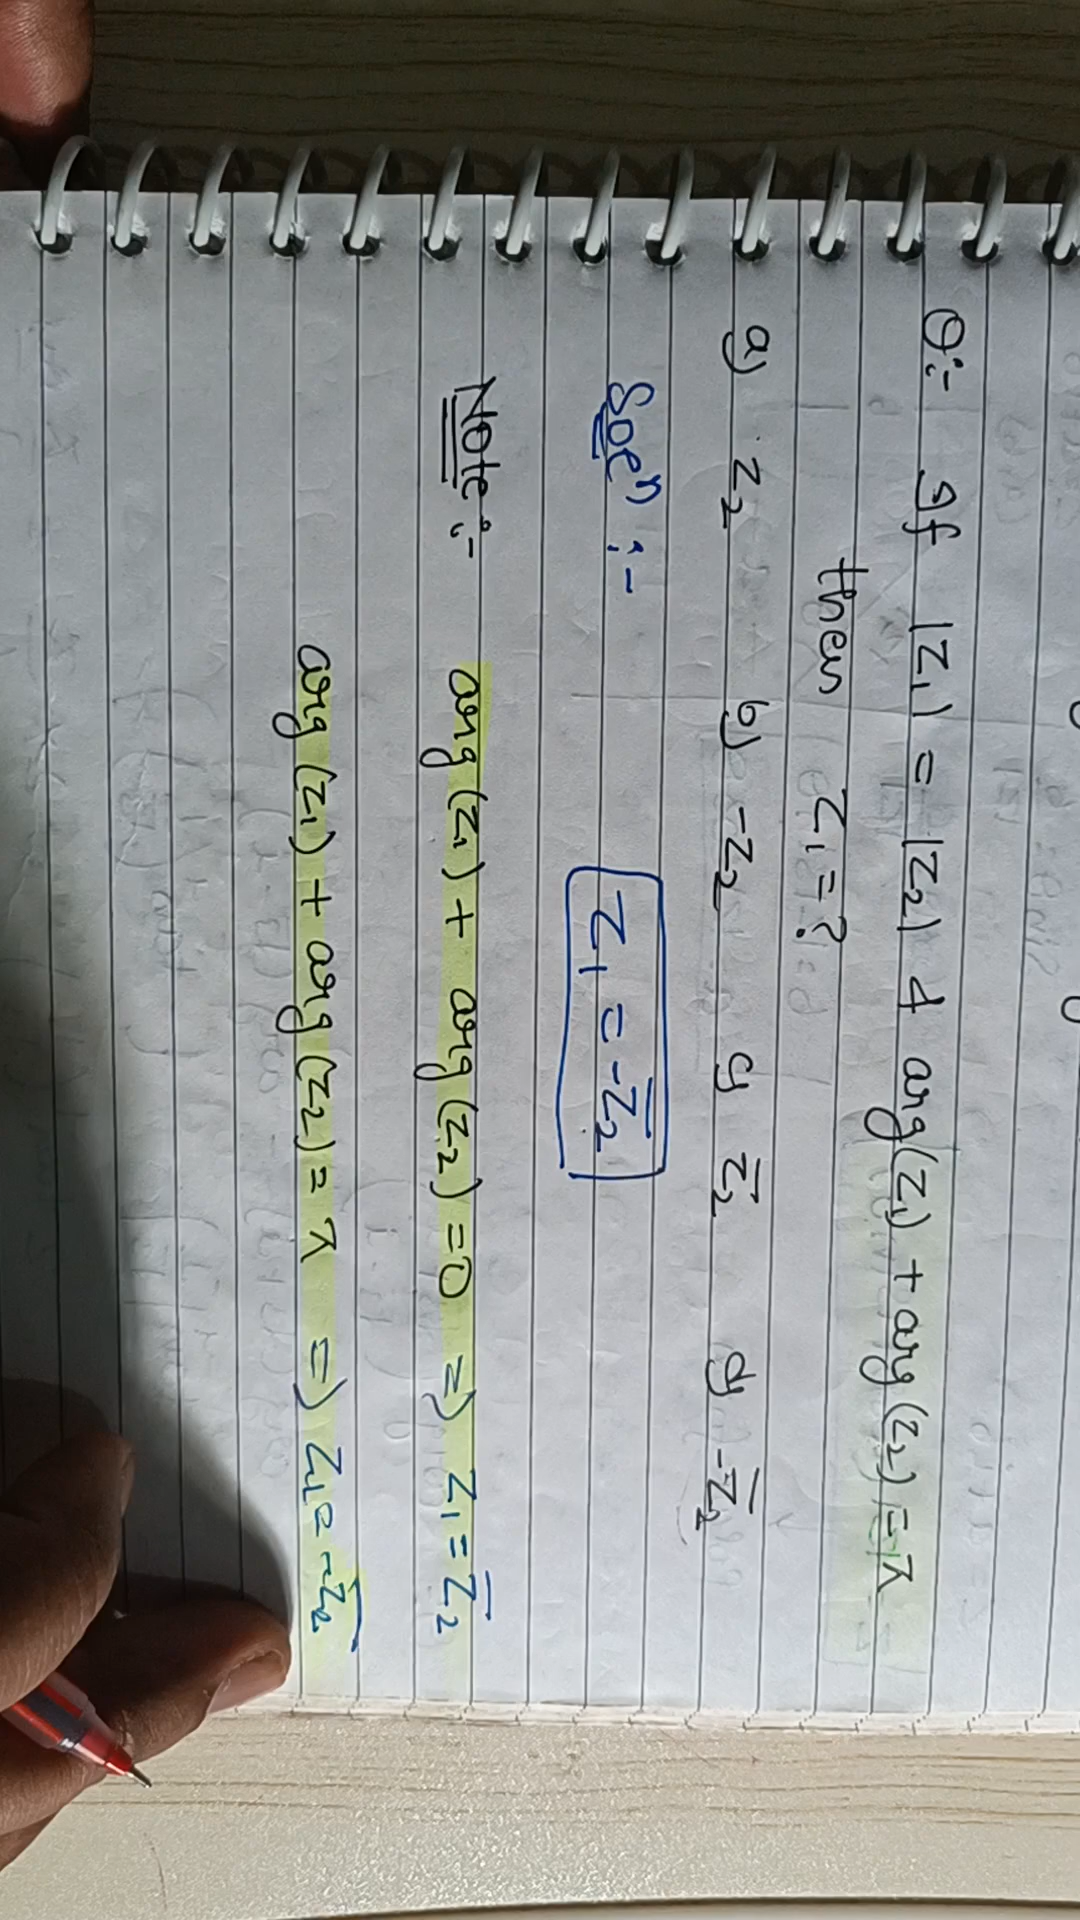 Q:- If |z₁| = |z₂| & arg(z₁) + arg(z₂) = π
then z₁ = ?
a) z₂ b) -z₂ c) z̅₂ d) -z̅₂
Solⁿ :-
z₁ = -z̅₂
Note :-
arg(z₁) + arg(z₂) = 0 ⇒ z₁ = z̅₂
arg(z₁) + arg(z₂) = π ⇒ z₁ = -z̅₂